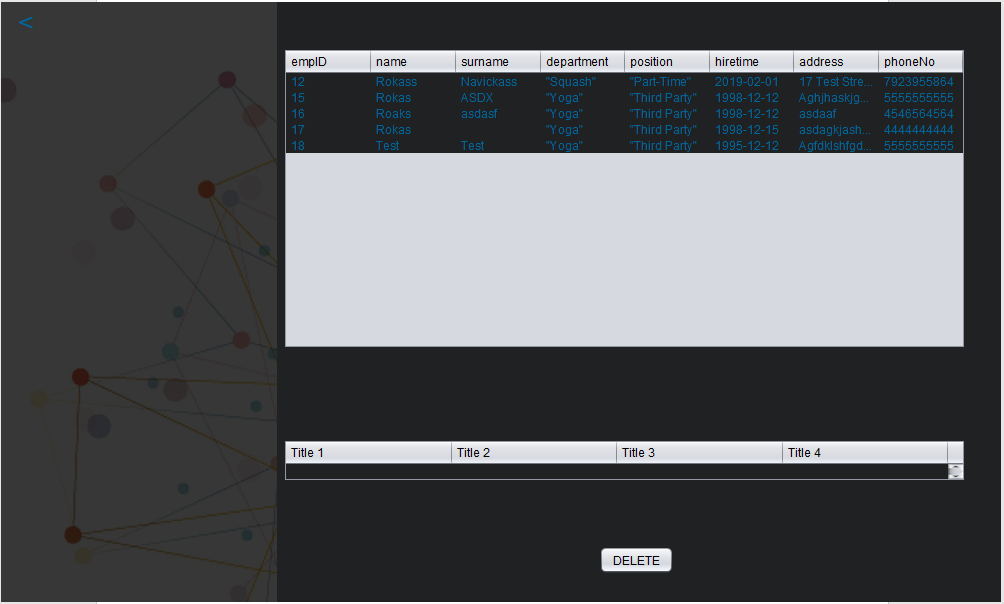 <
empID name surname department position hiretime address phoneNo
12 Rokass Navickass "Squash" "Part-Time" 2019-02-01 17 Test Stre... 7923955864
15 Rokas ASDX "Yoga" "Third Party" 1998-12-12 Aghjhaskjg... 5555555555
16 Roaks asdasf "Yoga" "Third Party" 1998-12-12 asdaaf 4546564564
17 Rokas "Yoga" "Third Party" 1998-12-15 asdagkjash... 4444444444
18 Test Test "Yoga" "Third Party" 1995-12-12 Agfdklshfgd... 5555555555
Title 1 Title 2 Title 3 Title 4
DELETE